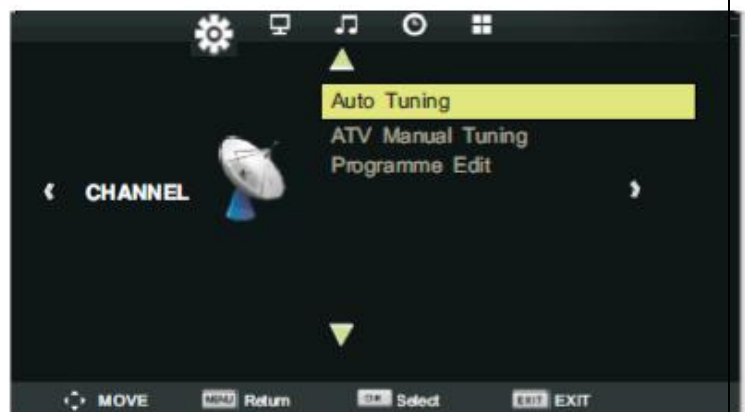 Auto Tuning
ATV Manual Tuning
Programme Edit
CHANNEL
MOVE MENU Return OK Select EXIT EXIT